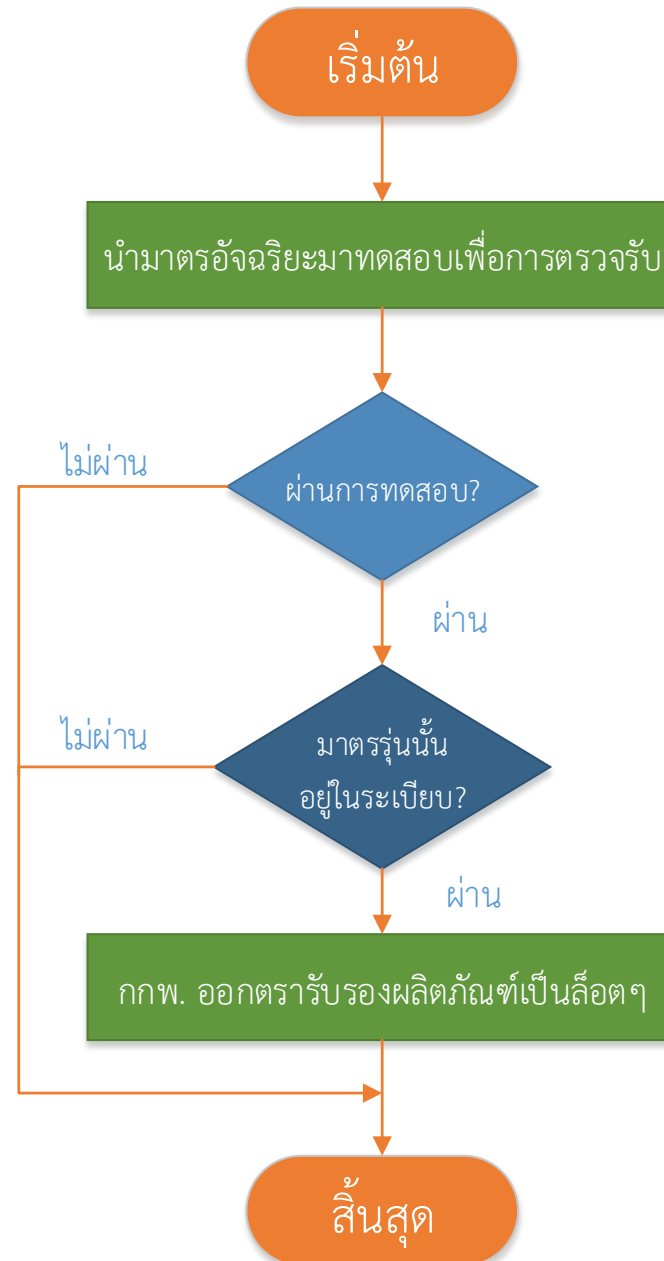 เริ่มต้น
นำมาตรอัจฉริยะมาทดสอบเพื่อการตรวจรับ
ไม่ผ่าน
ผ่านการทดสอบ?
ผ่าน
ไม่ผ่าน
มาตรรุ่นนั้น
อยู่ในระเบียบ?
ผ่าน
กกพ. ออกตรารับรองผลิตภัณฑ์เป็นล็อตๆ
สิ้นสุด